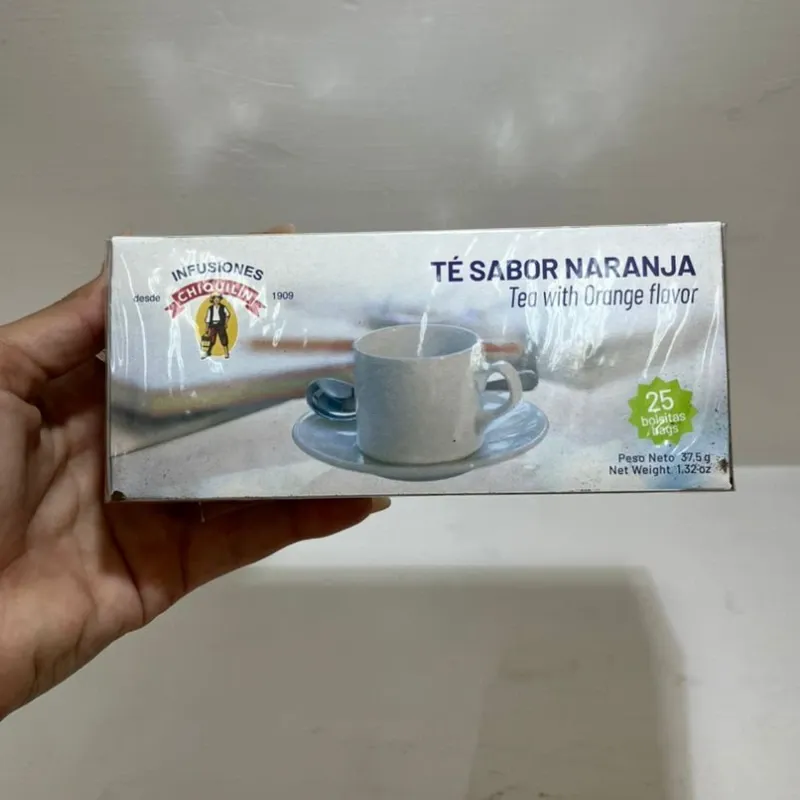 INFUSIONES
desde CHIQUILÍN 1909
TÉ SABOR NARANJA
Tea with Orange flavor
25
bolsitas
bags
Peso Neto 37.5 g
Net Weight 1.32 oz